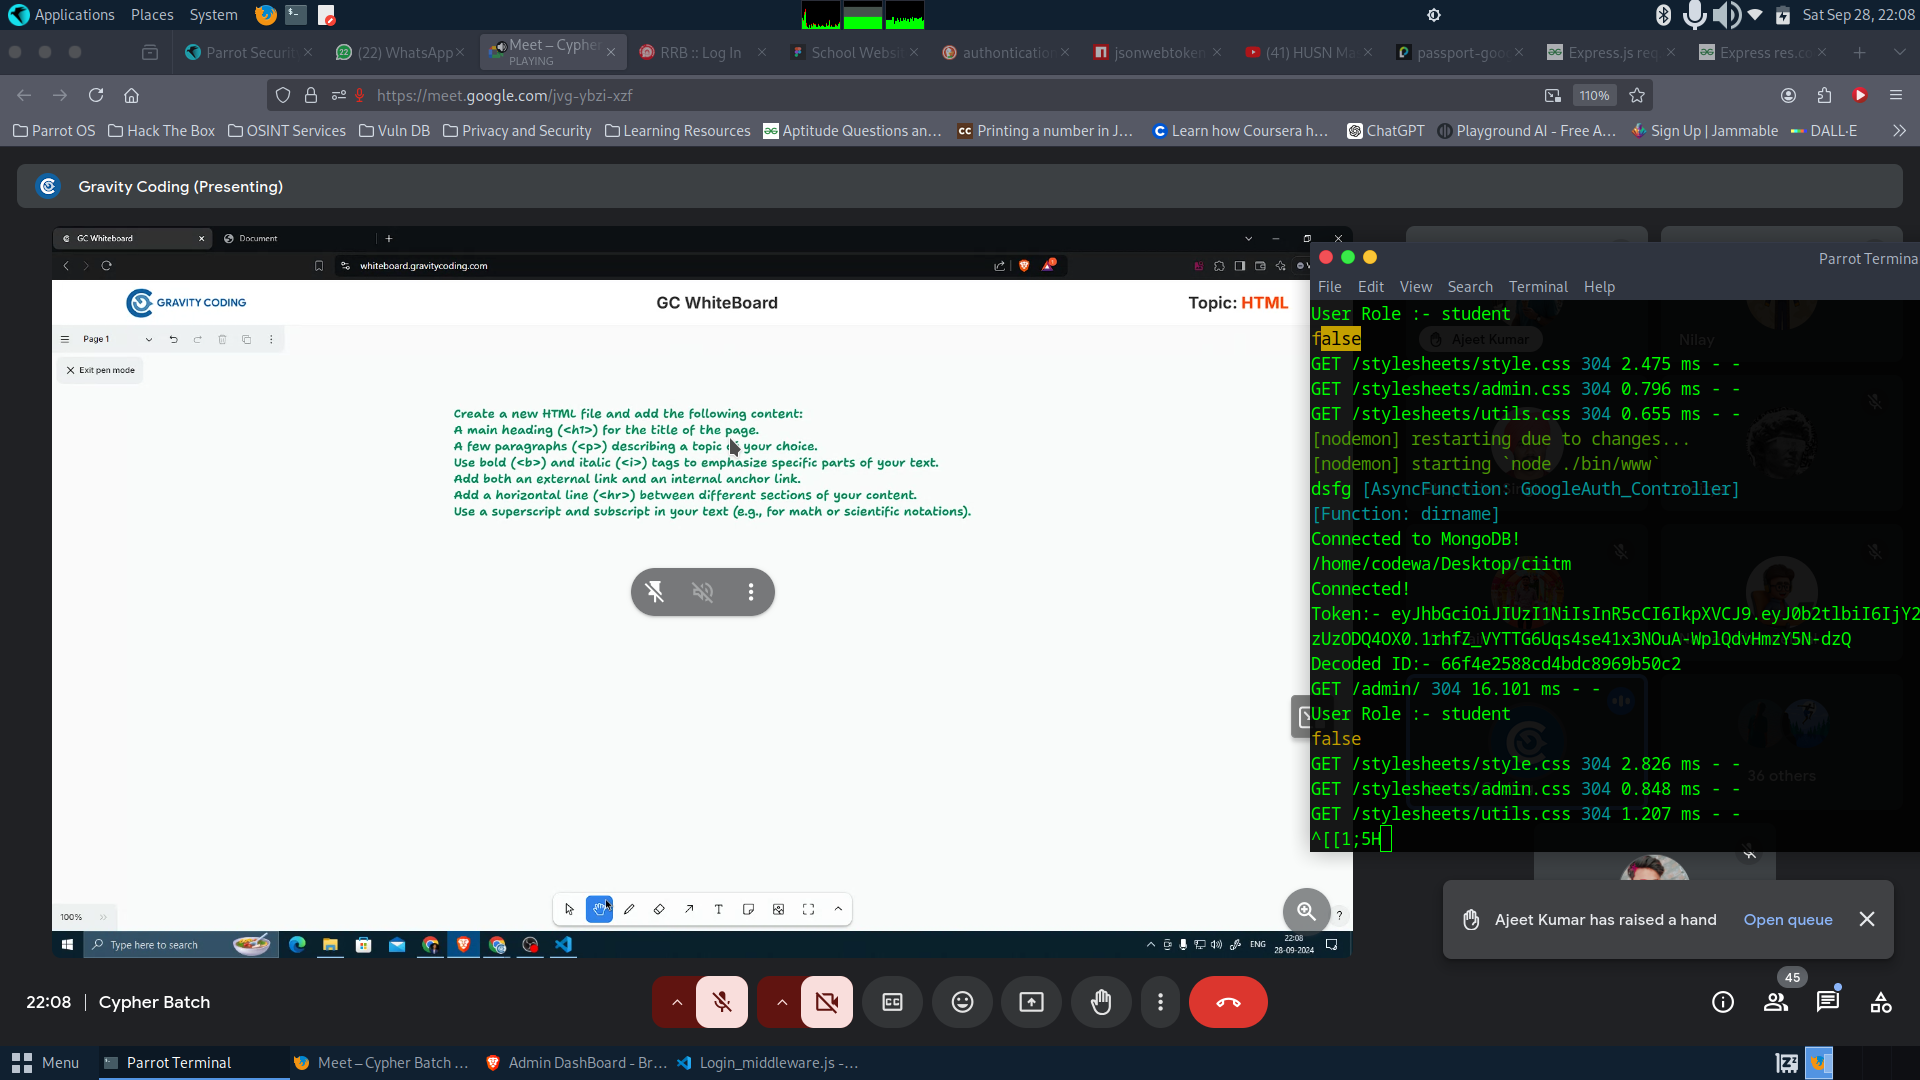 Applications Places System Sat Sep 28, 22:08
Parrot Securit (22) WhatsApp Meet – Cypher RRB :: Log In School Websi authontication jsonwebtoken (41) HUSN Ma passport-goo Express.js req Express res.co
PLAYING
https://meet.google.com/jvg-ybzi-xzf 110%
Parrot OS Hack The Box OSINT Services Vuln DB Privacy and Security Learning Resources Aptitude Questions an... Printing a number in J... Learn how Coursera h... ChatGPT Playground AI - Free A... Sign Up | Jammable DALL·E
Gravity Coding (Presenting)
GC Whiteboard Document
whiteboard.gravitycoding.com
GRAVITY CODING GC WhiteBoard Topic: HTML
Page 1
Exit pen mode
Create a new HTML file and add the following content:
A main heading (<h1>) for the title of the page.
A few paragraphs (<p>) describing a topic your choice.
Use bold (<b>) and italic (<i>) tags to emphasize specific parts of your text.
Add both an external link and an internal anchor link.
Add a horizontal line (<hr>) between different sections of your content.
Use a superscript and subscript in your text (e.g., for math or scientific notations).
100%
Type here to search ENG 22:08
28-09-2024
Parrot Termina
File Edit View Search Terminal Help
User Role :- student
false
Ajeet Kumar Nilay
GET /stylesheets/style.css 304 2.475 ms - -
GET /stylesheets/admin.css 304 0.796 ms - -
GET /stylesheets/utils.css 304 0.655 ms - -
[nodemon] restarting due to changes...
[nodemon] starting `node ./bin/www`
dsfg [AsyncFunction: GoogleAuth_Controller]
[Function: dirname]
Connected to MongoDB!
/home/codewa/Desktop/ciitm
Connected!
Token:- eyJhbGciOiJIUzI1NiIsInR5cCI6IkpXVCJ9.eyJ0b2tlbiI6IjY2
zUzODQ4OX0.1rhfZ_VYTTG6Uqs4se41x3NOuA-WplQdvHmzY5N-dzQ
Decoded ID:- 66f4e2588cd4bdc8969b50c2
GET /admin/ 304 16.101 ms - -
User Role :- student
false
GET /stylesheets/style.css 304 2.826 ms - -
36 others
GET /stylesheets/admin.css 304 0.848 ms - -
GET /stylesheets/utils.css 304 1.207 ms - -
^[[1;5H
Ajeet Kumar has raised a hand Open queue
22:08 | Cypher Batch 45
Menu Parrot Terminal Meet – Cypher Batch ... Admin DashBoard - Br... Login_middleware.js -...